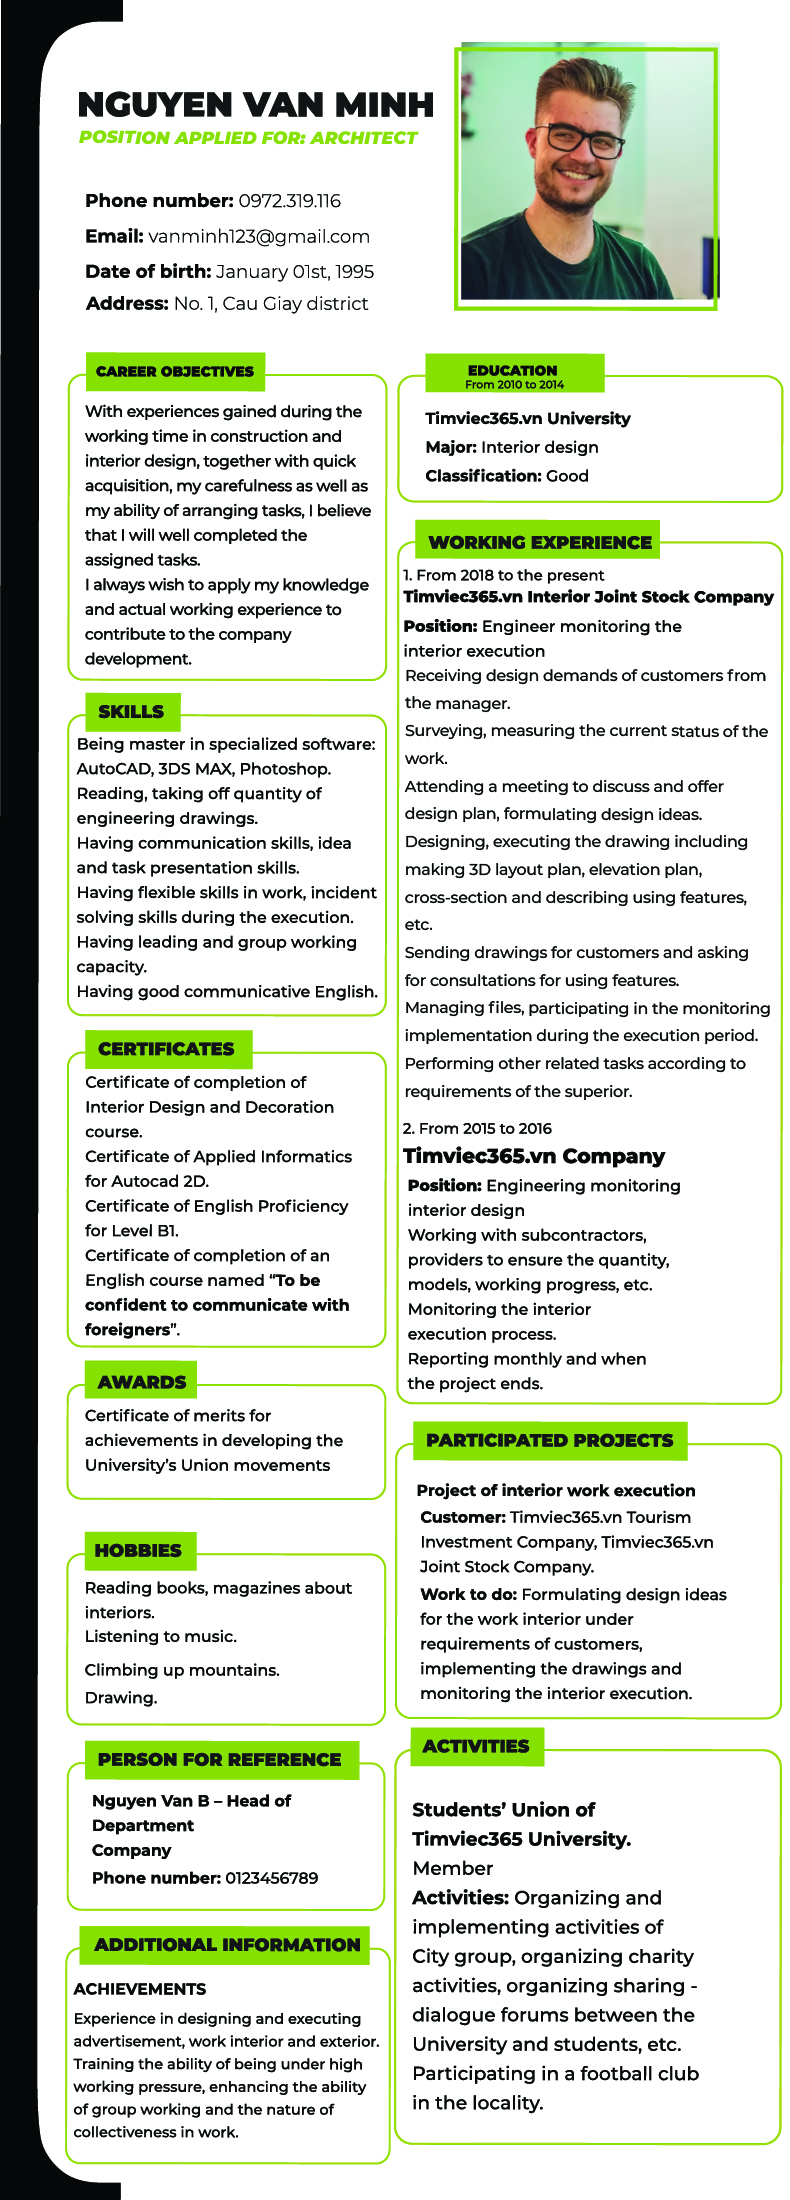 NGUYEN VAN MINH
POSITION APPLIED FOR: ARCHITECT
Phone number: 0972.319.116
Email: vanminh123@gmail.com
Date of birth: January 01st, 1995
Address: No. 1, Cau Giay district
CAREER OBJECTIVES
With experiences gained during the
working time in construction and
interior design, together with quick
acquisition, my carefulness as well as
my ability of arranging tasks, I believe
that I will well completed the
assigned tasks.
I always wish to apply my knowledge
and actual working experience to
contribute to the company
development.
SKILLS
Being master in specialized software:
AutoCAD, 3DS MAX, Photoshop.
Reading, taking off quantity of
engineering drawings.
Having communication skills, idea
and task presentation skills.
Having flexible skills in work, incident
solving skills during the execution.
Having leading and group working
capacity.
Having good communicative English.
CERTIFICATES
Certificate of completion of
Interior Design and Decoration
course.
Certificate of Applied Informatics
for Autocad 2D.
Certificate of English Proficiency
for Level B1.
Certificate of completion of an
English course named “To be
confident to communicate with
foreigners”.
AWARDS
Certificate of merits for
achievements in developing the
University’s Union movements
HOBBIES
Reading books, magazines about
interiors.
Listening to music.
Climbing up mountains.
Drawing.
PERSON FOR REFERENCE
Nguyen Van B – Head of
Department
Company
Phone number: 0123456789
ADDITIONAL INFORMATION
ACHIEVEMENTS
Experience in designing and executing
advertisement, work interior and exterior.
Training the ability of being under high
working pressure, enhancing the ability
of group working and the nature of
collectiveness in work.
EDUCATION
From 2010 to 2014
Timviec365.vn University
Major: Interior design
Classification: Good
WORKING EXPERIENCE
1. From 2018 to the present
Timviec365.vn Interior Joint Stock Company
Position: Engineer monitoring the
interior execution
Receiving design demands of customers from
the manager.
Surveying, measuring the current status of the
work.
Attending a meeting to discuss and offer
design plan, formulating design ideas.
Designing, executing the drawing including
making 3D layout plan, elevation plan,
cross-section and describing using features,
etc.
Sending drawings for customers and asking
for consultations for using features.
Managing files, participating in the monitoring
implementation during the execution period.
Performing other related tasks according to
requirements of the superior.
2. From 2015 to 2016
Timviec365.vn Company
Position: Engineering monitoring
interior design
Working with subcontractors,
providers to ensure the quantity,
models, working progress, etc.
Monitoring the interior
execution process.
Reporting monthly and when
the project ends.
PARTICIPATED PROJECTS
Project of interior work execution
Customer: Timviec365.vn Tourism
Investment Company, Timviec365.vn
Joint Stock Company.
Work to do: Formulating design ideas
for the work interior under
requirements of customers,
implementing the drawings and
monitoring the interior execution.
ACTIVITIES
Students’ Union of
Timviec365 University.
Member
Activities: Organizing and
implementing activities of
City group, organizing charity
activities, organizing sharing -
dialogue forums between the
University and students, etc.
Participating in a football club
in the locality.